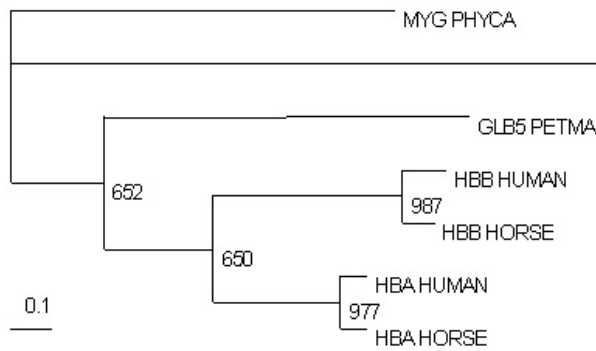 MYG PHYCA
GLB5 PETMA
HBB HUMAN
652
987
HBB HORSE
650
HBA HUMAN
0.1
977
HBA HORSE